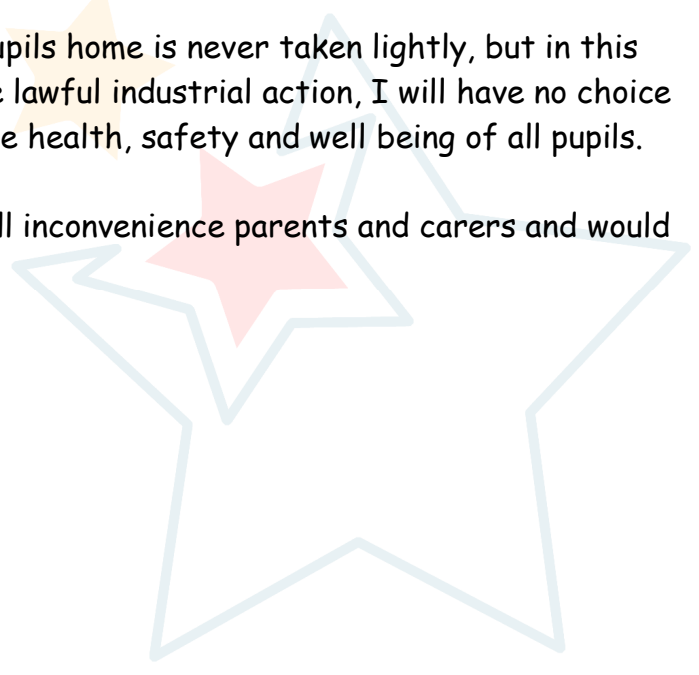 upils home is never taken lightly, but in this
e lawful industrial action, I will have no choice
e health, safety and well being of all pupils.
ll inconvenience parents and carers and would